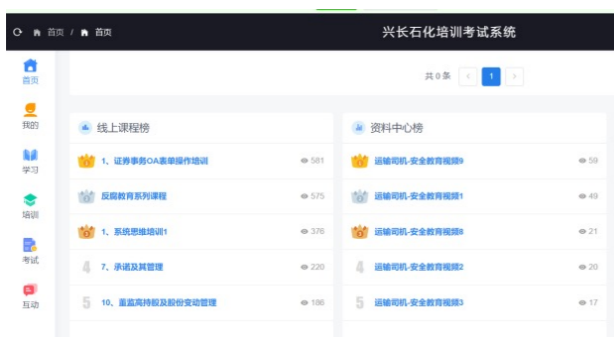 首页 / 首页
兴长石化培训考试系统
首页
我的
学习
培训
考试
互动
共 0 条 < 1 >
线上课程榜
1、证券事务OA表单操作培训 581
反腐教育系列课程 575
1、系统思维培训1 376
4 7、承诺及其管理 220
5 10、董监高持股及股份变动管理 186
资料中心榜
运输司机-安全教育视频9 59
运输司机-安全教育视频1 49
运输司机-安全教育视频8 21
4 运输司机-安全教育视频2 20
5 运输司机-安全教育视频3 17